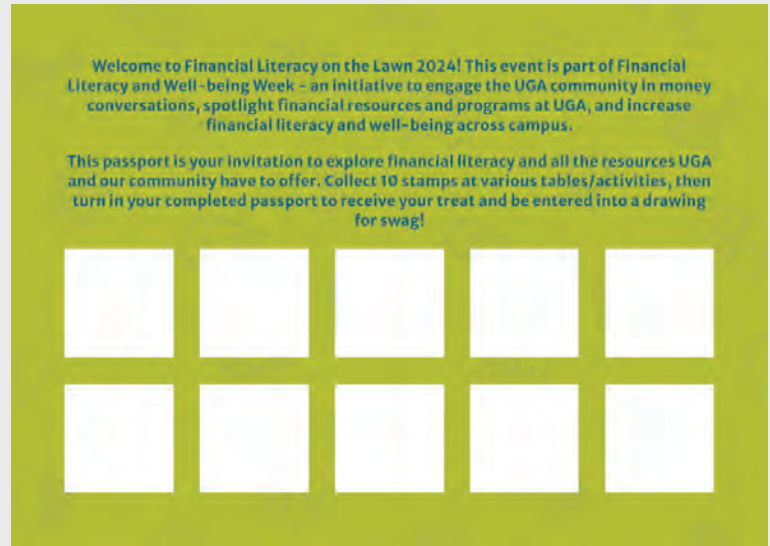 Welcome to Financial Literacy on the Lawn 2024! This event is part of Financial
Literacy and Well-being Week - an initiative to engage the UGA community in money
conversations, spotlight financial resources and programs at UGA, and increase
financial literacy and well-being across campus.
This passport is your invitation to explore financial literacy and all the resources UGA
and our community have to offer. Collect 10 stamps at various tables/activities, then
turn in your completed passport to receive your treat and be entered into a drawing
for swag!